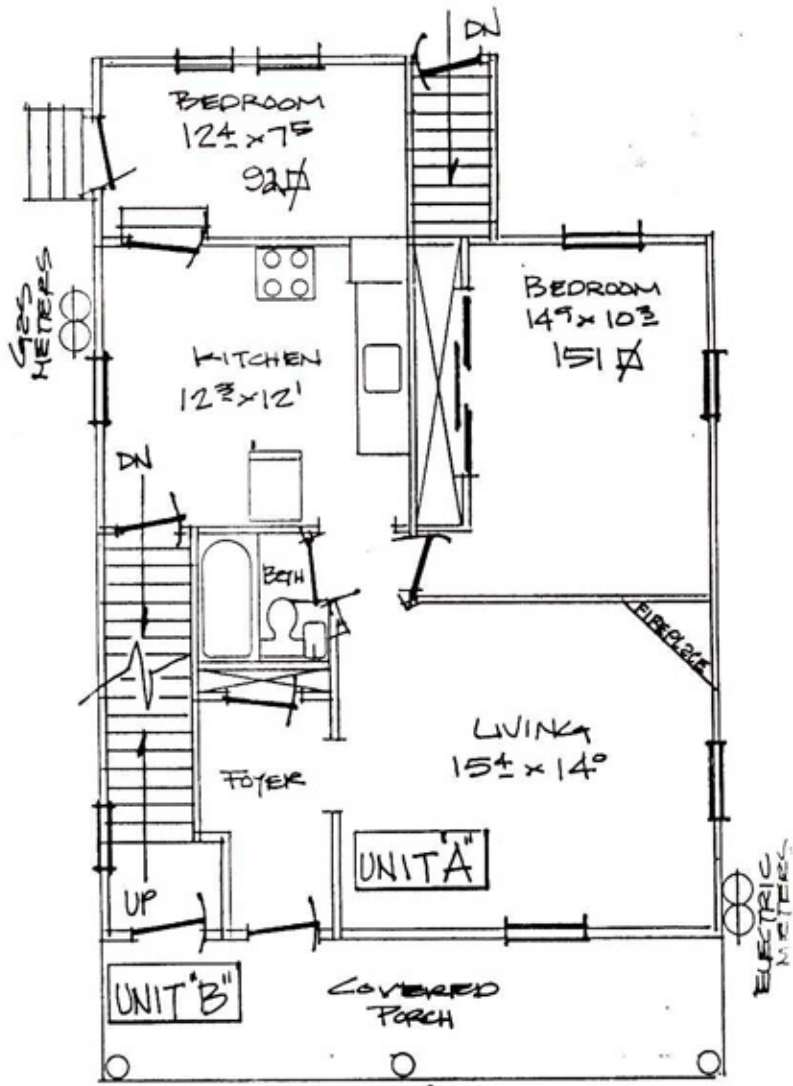 DN
BEDROOM
12⁴ x 7⁵
92
GAS
METERS
BEDROOM
14⁹ x 10³
151
KITCHEN
12³ x 12¹
DN
BATH
FIREPLACE
LIVING
15⁴ x 14⁰
FOYER
UNIT "A"
UP
ELECTRIC
METERS
UNIT "B"
COVERED
PORCH